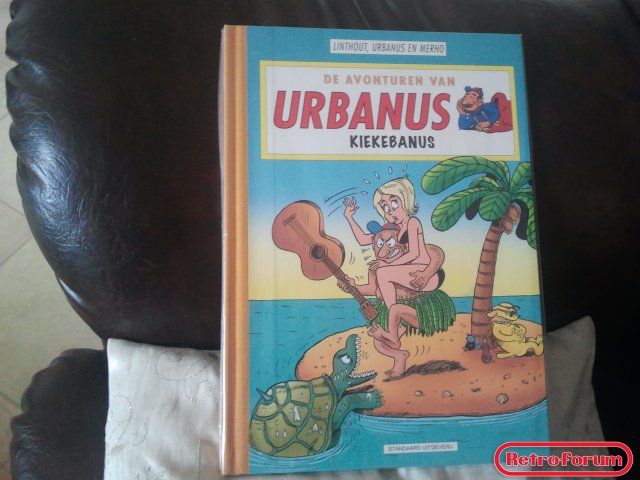 LINTHOUT, URBANUS EN MERHO
DE AVONTUREN VAN
URBANUS
KIEKEBANUS
STANDAARD UITGEVERIJ
RetroForum